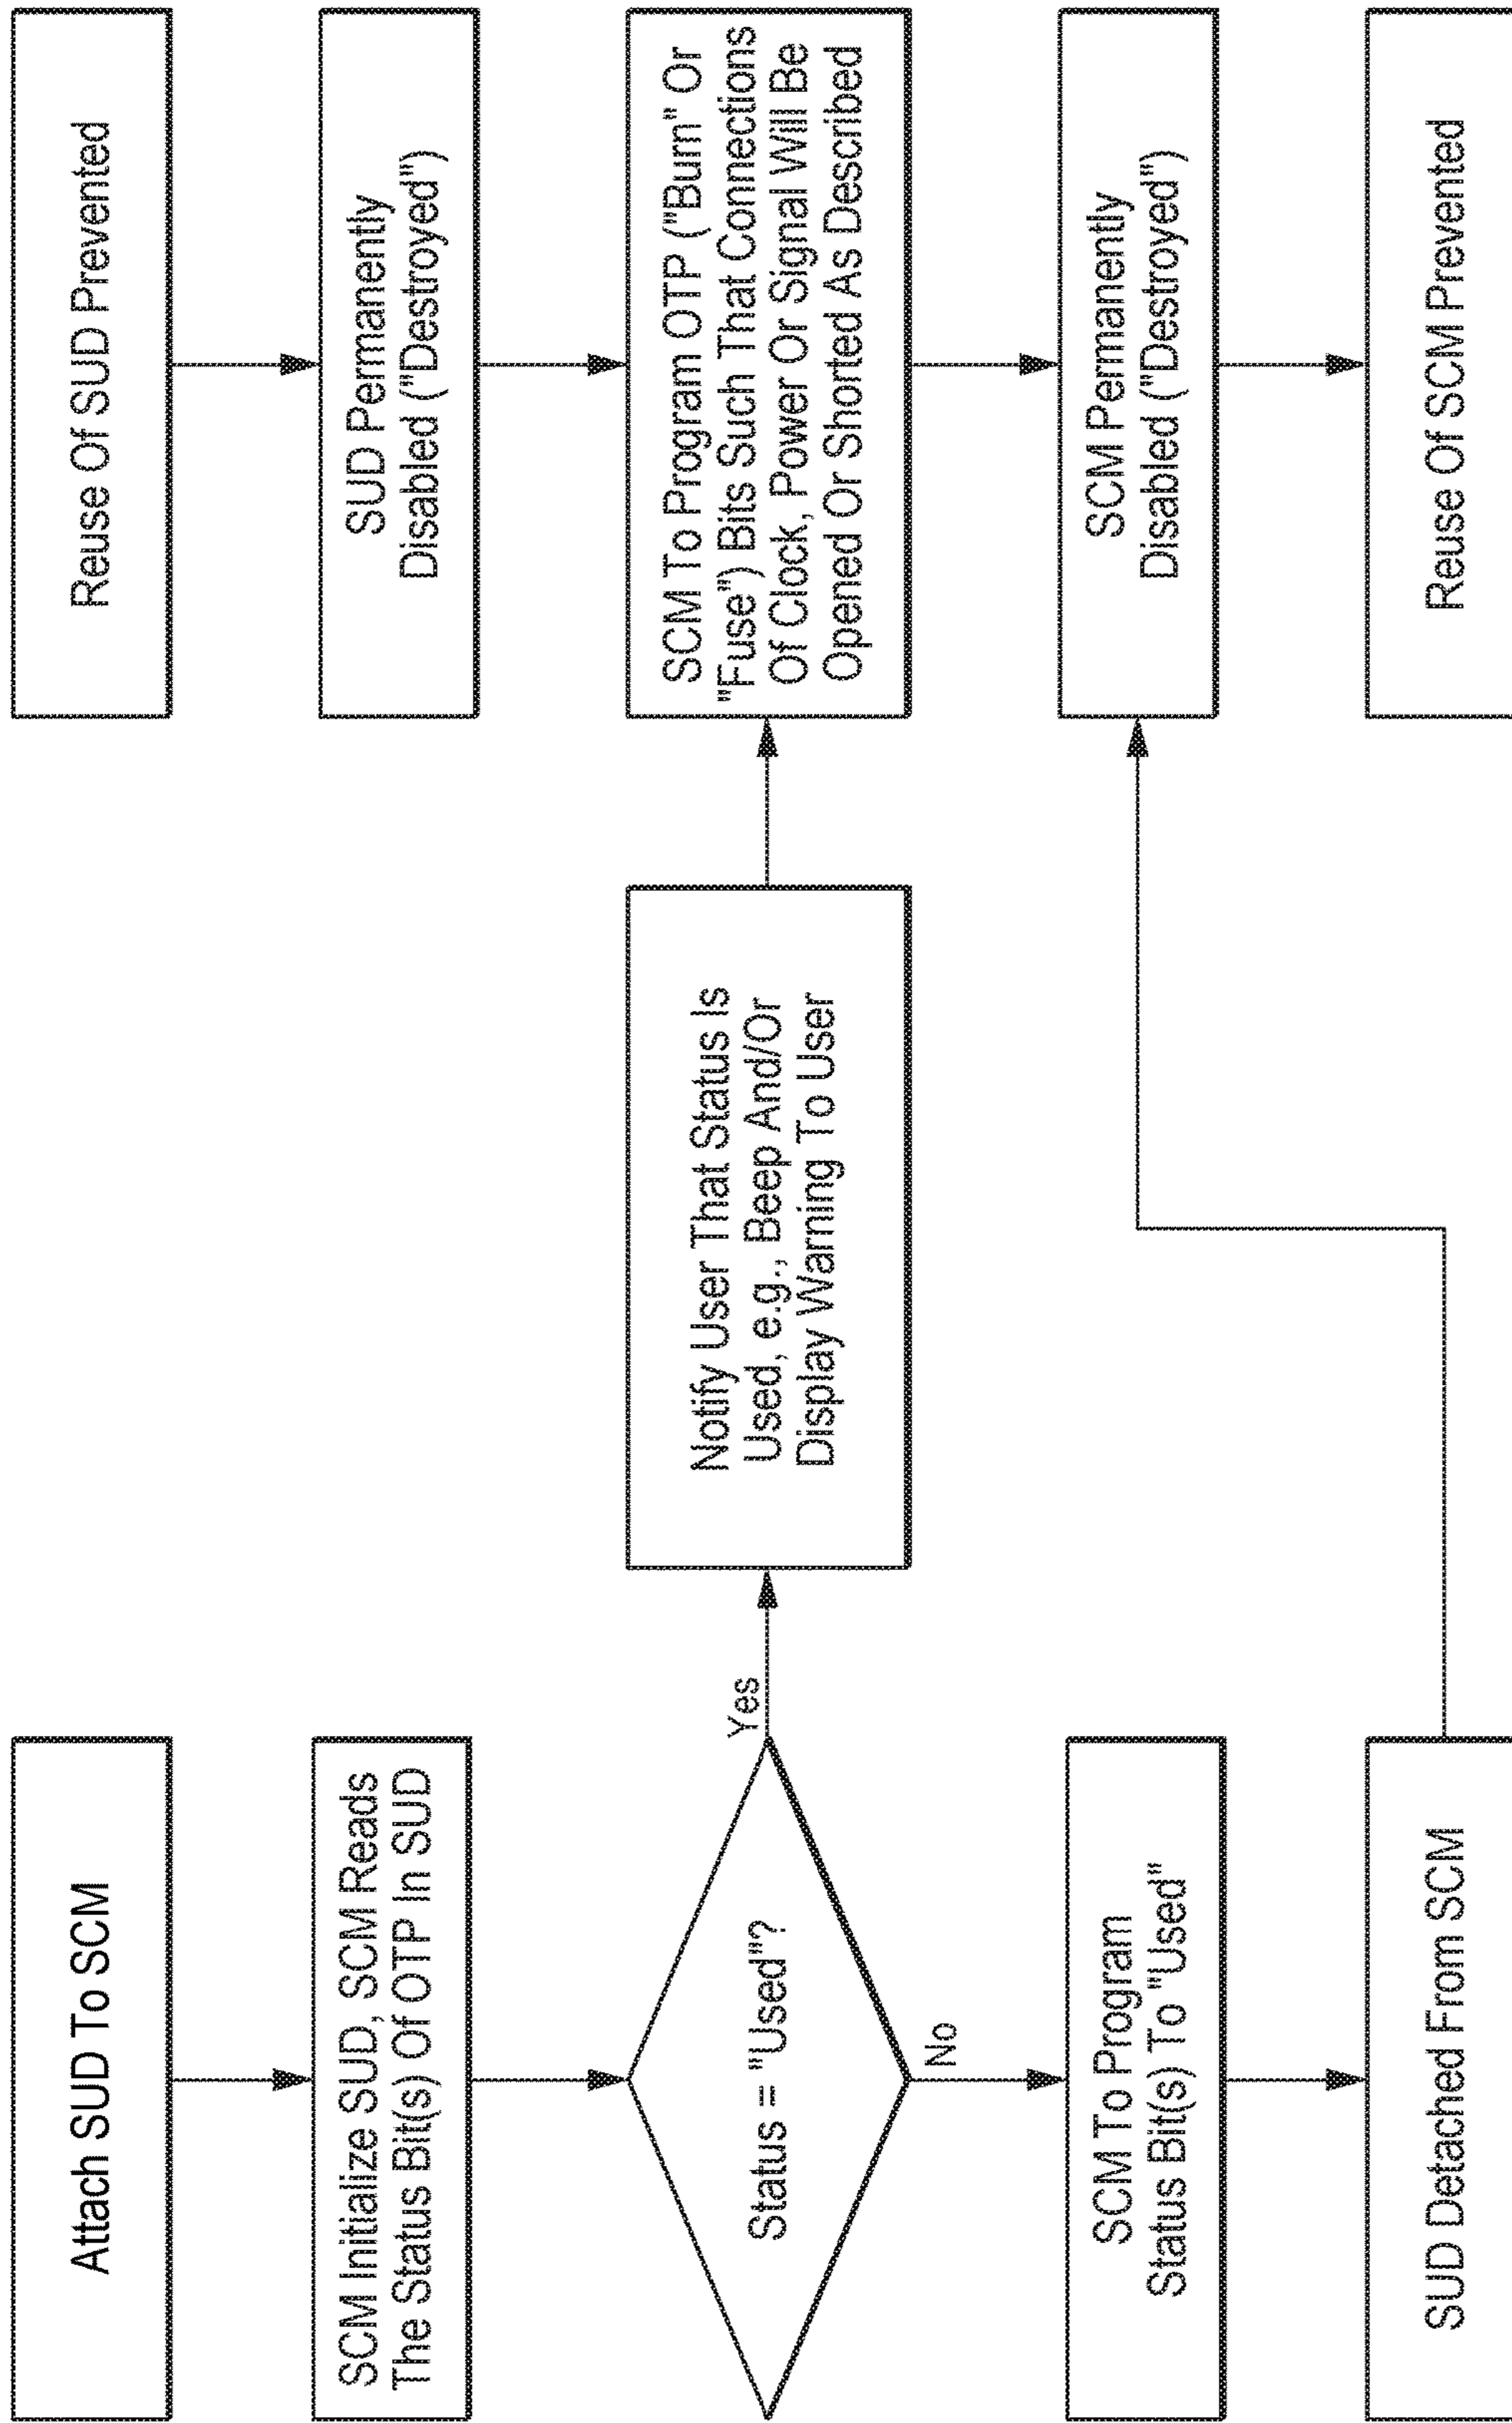 Attach SUD To SCM
SCM Initialize SUD, SCM Reads
The Status Bit(s) Of OTP In SUD
Status = "Used"?
Yes
No
SCM To Program
Status Bit(s) To "Used"
SUD Detached From SCM
Notify User That Status Is
Used, e.g., Beep And/Or
Display Warning To User
Reuse Of SUD Prevented
SUD Permanently
Disabled ("Destroyed")
SCM To Program OTP ("Burn" Or
"Fuse") Bits Such That Connections
Of Clock, Power Or Signal Will Be
Opened Or Shorted As Described
SCM Permanently
Disabled ("Destroyed")
Reuse Of SCM Prevented